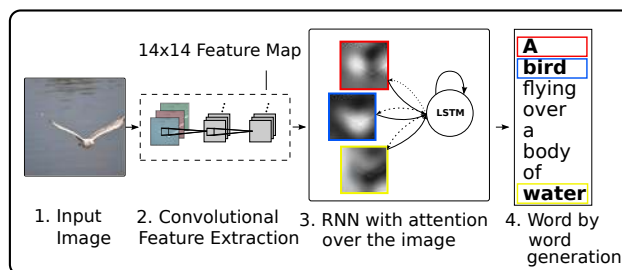 14x14 Feature Map
LSTM
A
bird
flying
over
a
body
of
water
1. Input
Image
2. Convolutional
Feature Extraction
3. RNN with attention
over the image
4. Word by
word
generation